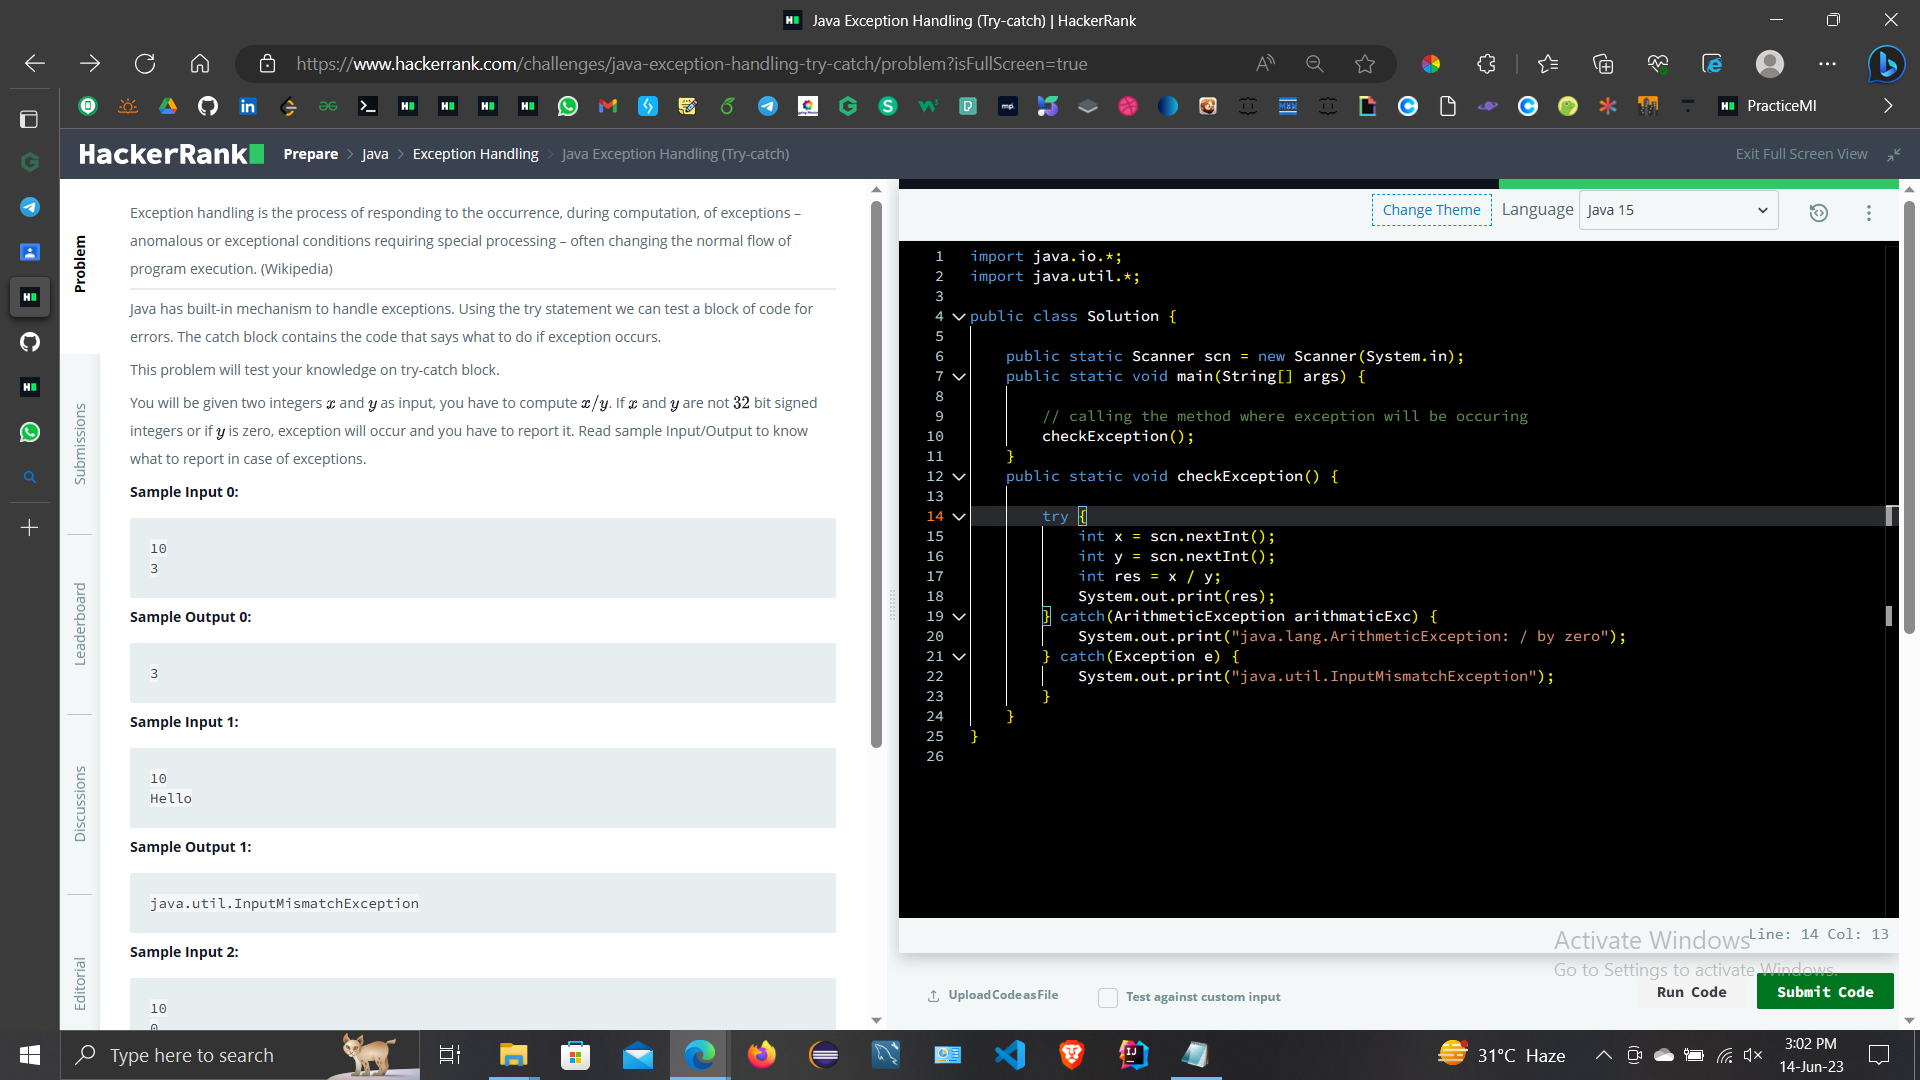 Java Exception Handling (Try-catch) | HackerRank
https://www.hackerrank.com/challenges/java-exception-handling-try-catch/problem?isFullScreen=true
PracticeMl
HackerRank
Prepare > Java > Exception Handling > Java Exception Handling (Try-catch)
Exit Full Screen View
Problem
Submissions
Leaderboard
Discussions
Editorial
Exception handling is the process of responding to the occurrence, during computation, of exceptions –
anomalous or exceptional conditions requiring special processing – often changing the normal flow of
program execution. (Wikipedia)
Java has built-in mechanism to handle exceptions. Using the try statement we can test a block of code for
errors. The catch block contains the code that says what to do if exception occurs.
This problem will test your knowledge on try-catch block.
You will be given two integers x and y as input, you have to compute x/y. If x and y are not 32 bit signed
integers or if y is zero, exception will occur and you have to report it. Read sample Input/Output to know
what to report in case of exceptions.
Sample Input 0:
10
3
Sample Output 0:
3
Sample Input 1:
10
Hello
Sample Output 1:
java.util.InputMismatchException
Sample Input 2:
10
0
Change Theme
Language
Java 15
1 import java.io.*;
2 import java.util.*;
3
4 public class Solution {
5
6 public static Scanner scn = new Scanner(System.in);
7 public static void main(String[] args) {
8
9 // calling the method where exception will be occuring
10 checkException();
11 }
12 public static void checkException() {
13
14 try {
15 int x = scn.nextInt();
16 int y = scn.nextInt();
17 int res = x / y;
18 System.out.print(res);
19 } catch(ArithmeticException arithmaticExc) {
20 System.out.print("java.lang.ArithmeticException: / by zero");
21 } catch(Exception e) {
22 System.out.print("java.util.InputMismatchException");
23 }
24 }
25 }
26
Line: 14 Col: 13
Activate Windows
Go to Settings to activate Windows.
Upload Code as File
Test against custom input
Run Code
Submit Code
Type here to search
31°C Haze
3:02 PM
14-Jun-23